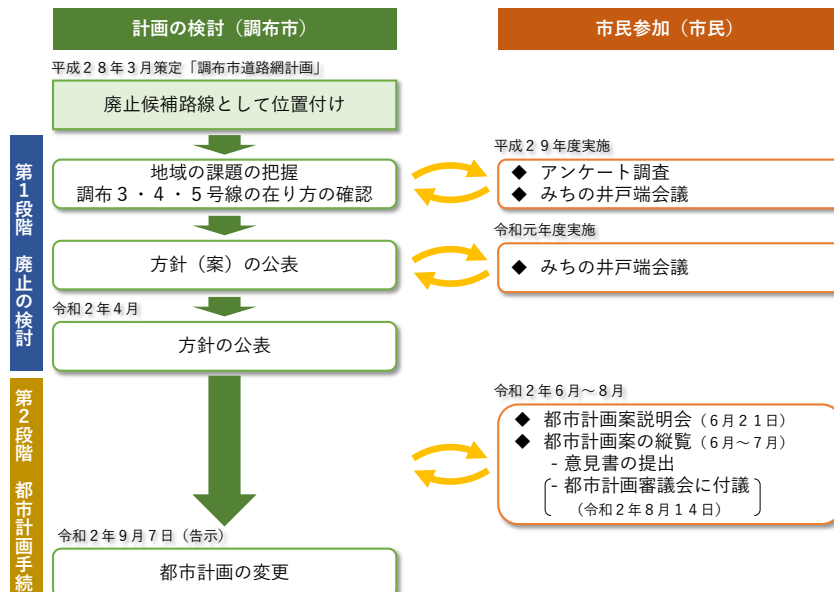 計画の検討（調布市）
市民参加（市民）
平成２８年３月策定「調布市道路網計画」
廃止候補路線として位置付け
第１段階　廃止の検討
地域の課題の把握
調布３・４・５号線の在り方の確認
平成２９年度実施
◆ アンケート調査
◆ みちの井戸端会議
方針（案）の公表
令和元年度実施
◆ みちの井戸端会議
令和２年４月
方針の公表
第２段階　都市計画手続
令和２年６月～８月
◆ 都市計画案説明会（６月２１日）
◆ 都市計画案の縦覧（６月～７月）
- 意見書の提出
- 都市計画審議会に付議
（令和２年８月１４日）
令和２年９月７日（告示）
都市計画の変更